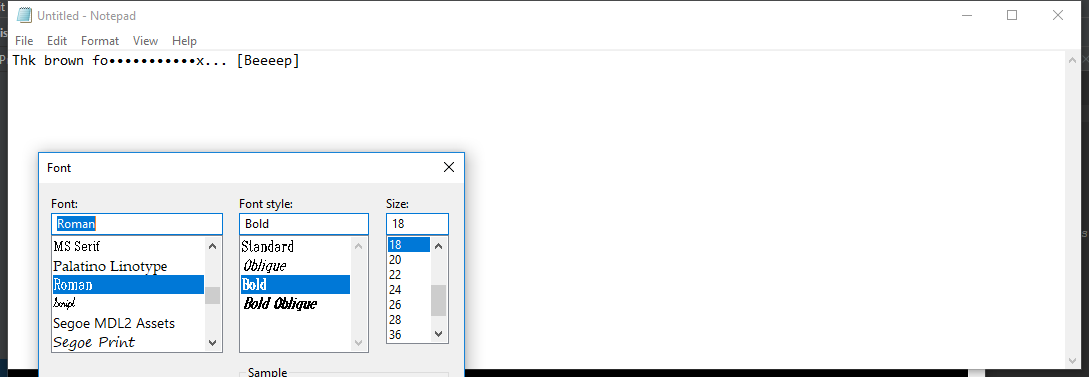 Untitled - Notepad
File Edit Format View Help
Thk brown fo•••••••••••x... [Beeeep]
Font
Font: Font style: Size:
Roman Bold 18
MS Serif Standard 18
Palatino Linotype Oblique 20
Roman Bold 22
Script Bold Oblique 24
Segoe MDL2 Assets 26
Segoe Print 28
36
Sample